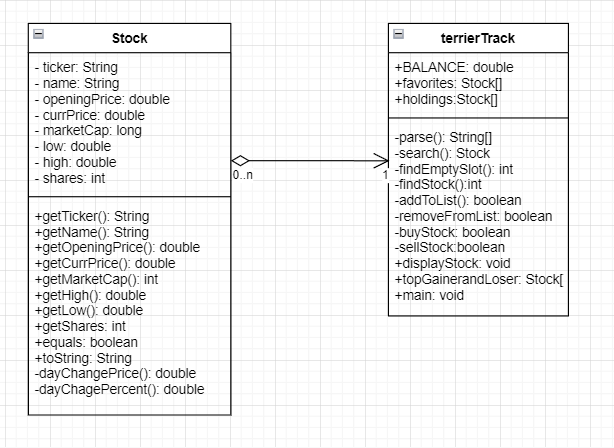 Stock
- ticker: String
- name: String
- openingPrice: double
- currPrice: double
- marketCap: long
- low: double
- high: double
- shares: int
+getTicker(): String
+getName(): String
+getOpeningPrice(): double
+getCurrPrice(): double
+getMarketCap(): int
+getHigh(): double
+getLow(): double
+getShares: int
+equals: boolean
+toString: String
-dayChangePrice(): double
-dayChagePercent(): double
0..n
1
terrierTrack
+BALANCE: double
+favorites: Stock[]
+holdings:Stock[]
-parse(): String[]
-search(): Stock
-findEmptySlot(): int
-findStock():int
-addToList(): boolean
-removeFromList: boolean
-buyStock: boolean
-sellStock:boolean
+displayStock: void
+topGainerandLoser: Stock[
+main: void